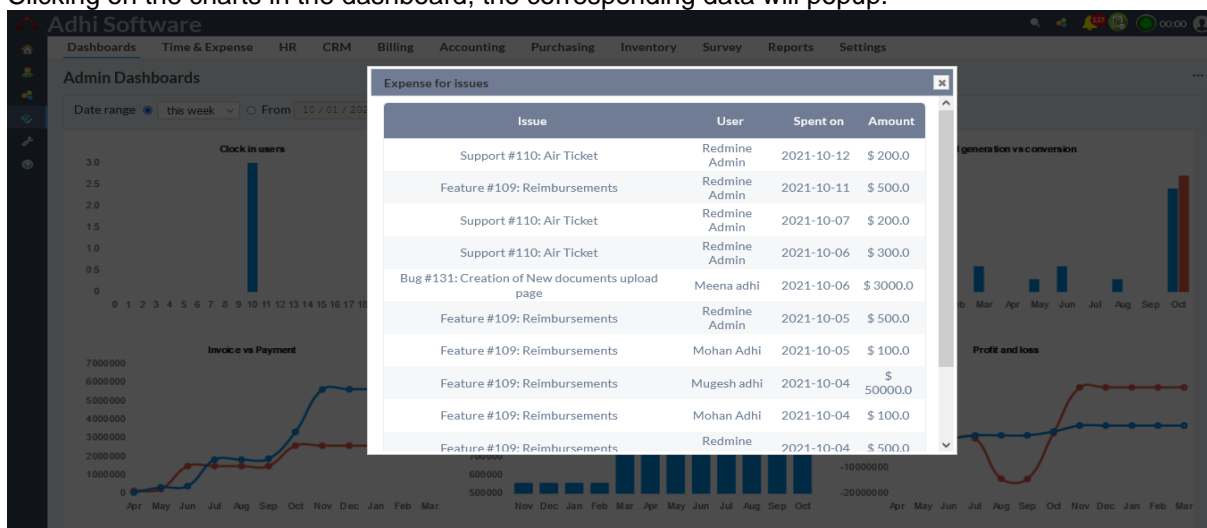 Clicking on the charts in the dashboard, the corresponding data will popup.
Adhi Software
127
00:00
Dashboards Time & Expense HR CRM Billing Accounting Purchasing Inventory Survey Reports Settings
Admin Dashboards
Date range this week From 10 / 01 / 202
Expense for issues
Issue User Spent on Amount
Support #110: Air Ticket Redmine Admin 2021-10-12 $ 200.0
Feature #109: Reimbursements Redmine Admin 2021-10-11 $ 500.0
Support #110: Air Ticket Redmine Admin 2021-10-07 $ 200.0
Support #110: Air Ticket Redmine Admin 2021-10-06 $ 300.0
Bug #131: Creation of New documents upload page Meena adhi 2021-10-06 $ 3000.0
Feature #109: Reimbursements Redmine Admin 2021-10-05 $ 500.0
Feature #109: Reimbursements Mohan Adhi 2021-10-05 $ 100.0
Feature #109: Reimbursements Mugesh adhi 2021-10-04 $ 50000.0
Feature #109: Reimbursements Mohan Adhi 2021-10-04 $ 100.0
Feature #109: Reimbursements Redmine 2021-10-04 $ 500.0
Clock in users
3.0
2.5
2.0
1.5
1.0
0.5
0
0 1 2 3 4 5 6 7 8 9 10 11 12 13 14 15 16 17 18
generation vs conversion
Mar Apr May Jun Jul Aug Sep Oct
Invoice vs Payment
7000000
6000000
5000000
4000000
3000000
2000000
1000000
0
Apr May Jun Jul Aug Sep Oct Nov Dec Jan Feb Mar
700000
600000
500000
Nov Dec Jan Feb Mar Apr May Jun Jul Aug Sep Oct
Profit and loss
-10000000
-20000000
Apr May Jun Jul Aug Sep Oct Nov Dec Jan Feb Mar